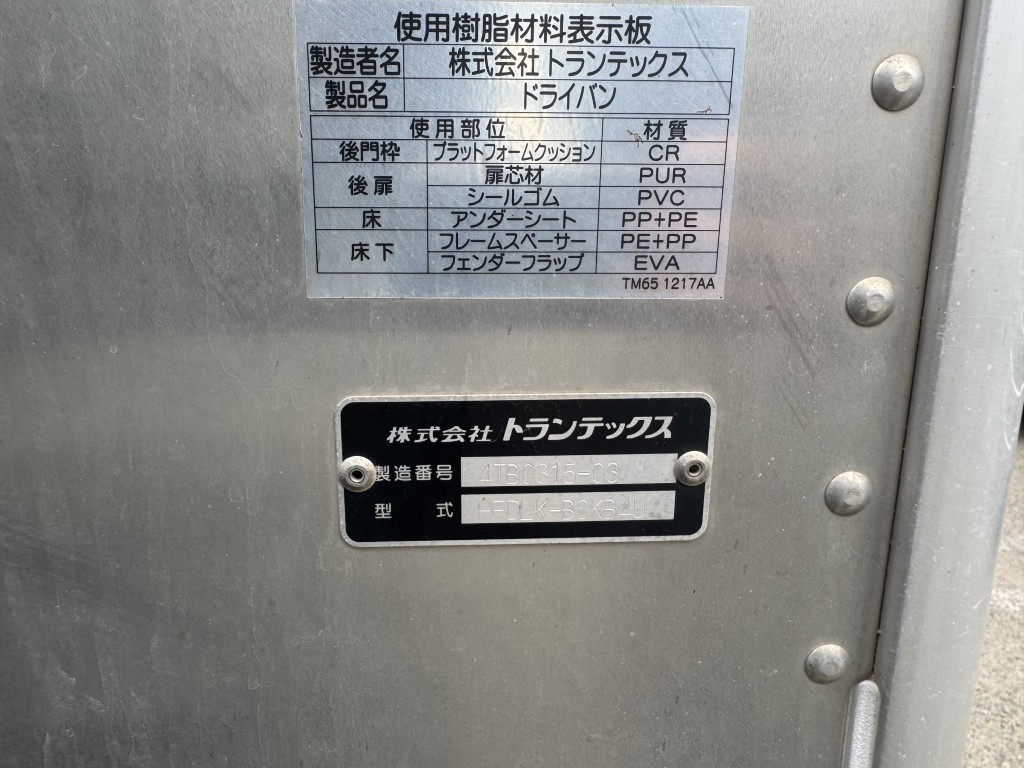 使用樹脂材料表示板
製造者名 株式会社 トランテックス
製品名 ドライバン
使用部位 材質
後門枠 プラットフォームクッション CR
後扉 扉芯材 PUR
シールゴム PVC
床 アンダーシート PP+PE
床下 フレームスペーサー PE+PP
フェンダーフラップ EVA
TM65 1217AA
株式会社 トランテックス
製造番号 4TB0315-03
型式